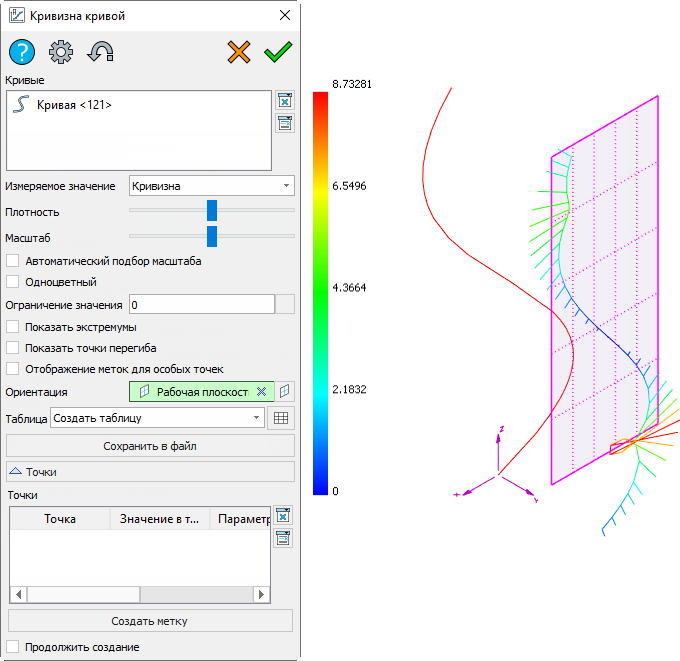 Кривизна кривой
?
Кривые
Кривая <121>
Измеряемое значение Кривизна
Плотность
Масштаб
Автоматический подбор масштаба
Одноцветный
Ограничение значения 0
Показать экстремумы
Показать точки перегиба
Отображение меток для особых точек
Ориентация Рабочая плоскость
Таблица Создать таблицу
Сохранить в файл
Точки
Точки
Точка Значение в т... Параметр
Создать метку
Продолжить создание
8.73281
6.5496
4.3664
2.1832
0
Z
X
Y